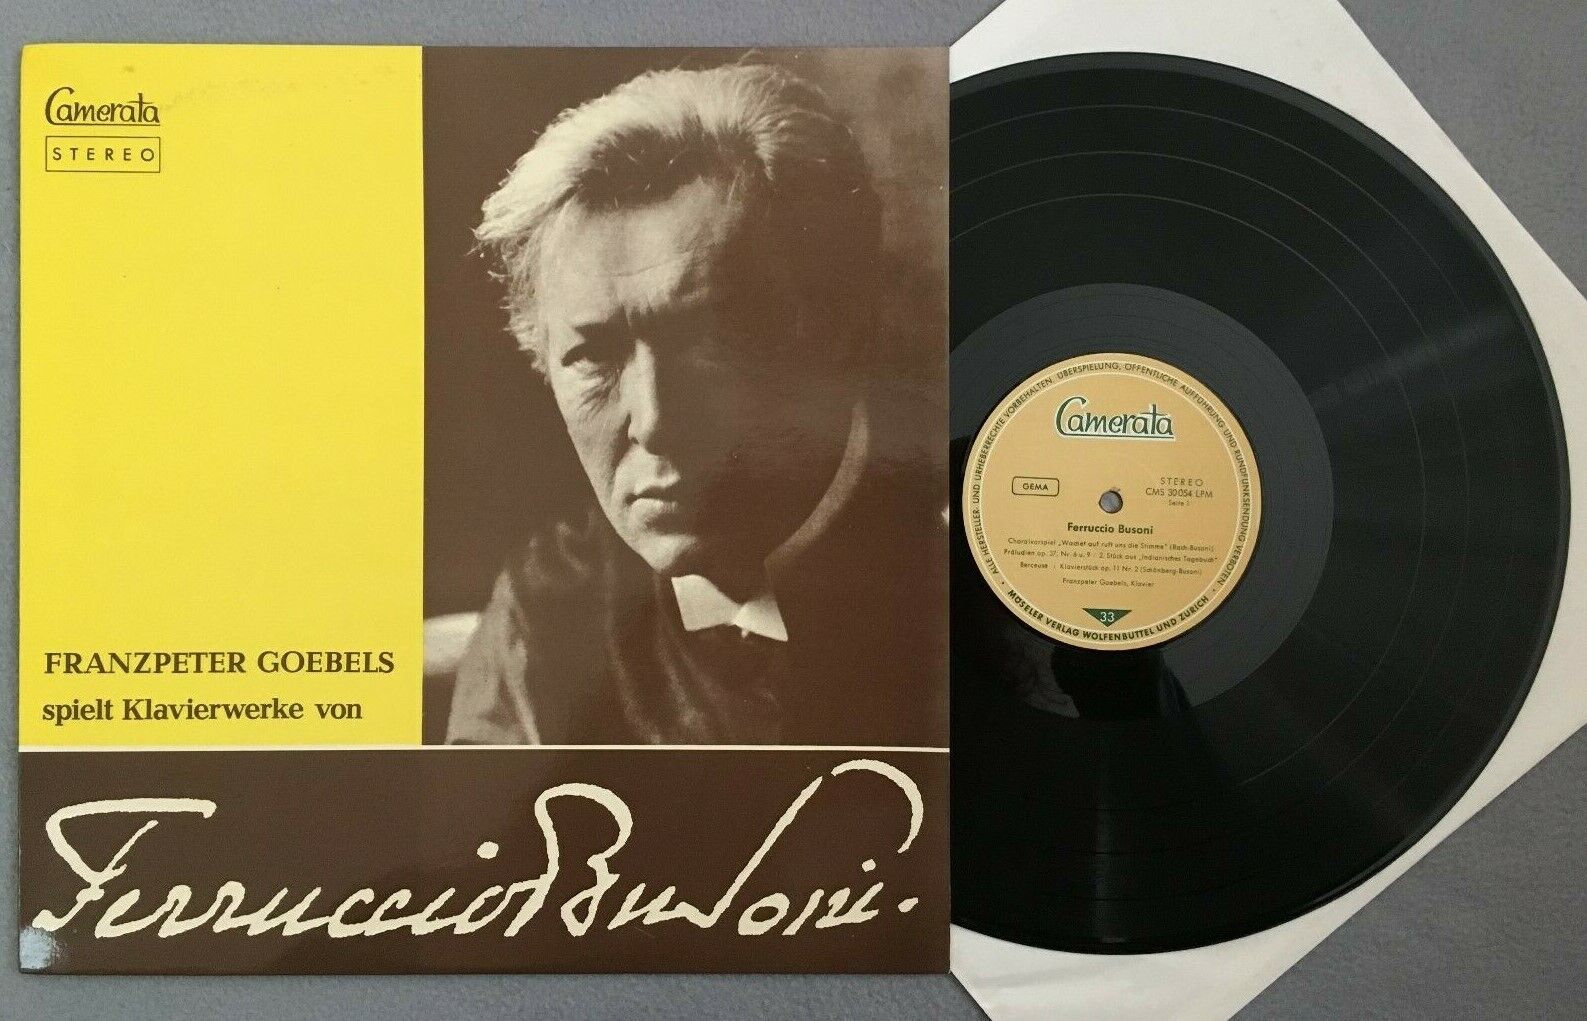 Camerata
STEREO
FRANZPETER GOEBELS
spielt Klavierwerke von
Ferruccio Busoni.
ALLE HERSTELLER- UND URHEBERRECHTE VORBEHALTEN · ÜBERSPIELUNG, ÖFFENTLICHE AUFFÜHRUNG UND RUNDFUNKSENDUNG VERBOTEN ·
Camerata
GEMA
STEREO
CMS 30054 LPM
Seite 1
Ferruccio Busoni
Choralvorspiel „Wachet auf ruft uns die Stimme" (Bach-Busoni)
Präludien op. 37, Nr. 6 u. 9 : 2. Stück aus „Indianisches Tagebuch"
Berceuse : Klavierstück op. 11 Nr. 2 (Schönberg-Busoni)
Franzpeter Goebels, Klavier
33
MÖSELER VERLAG WOLFENBÜTTEL UND ZÜRICH